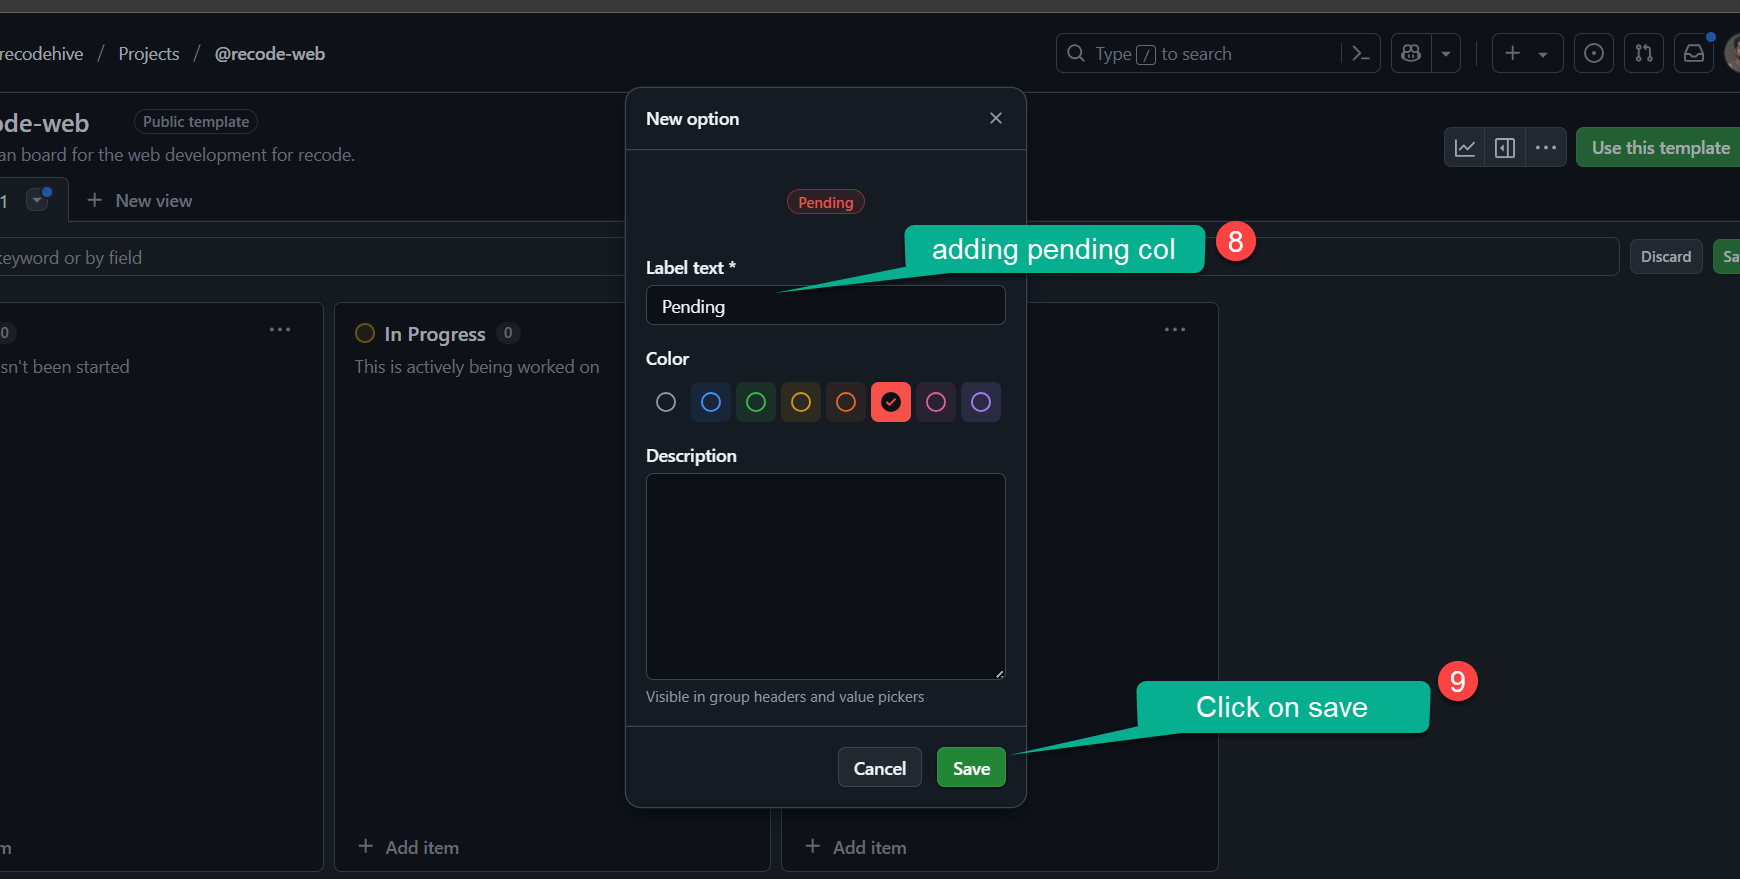 recodehive / Projects / @recode-web
Type / to search
ode-web
Public template
an board for the web development for recode.
Use this template
1
New view
keyword or by field
Discard
Sa
New option
Pending
adding pending col
8
Label text *
Pending
Color
Description
Visible in group headers and value pickers
Click on save
9
Cancel
Save
0
sn't been started
m
In Progress 0
This is actively being worked on
Add item
Add item